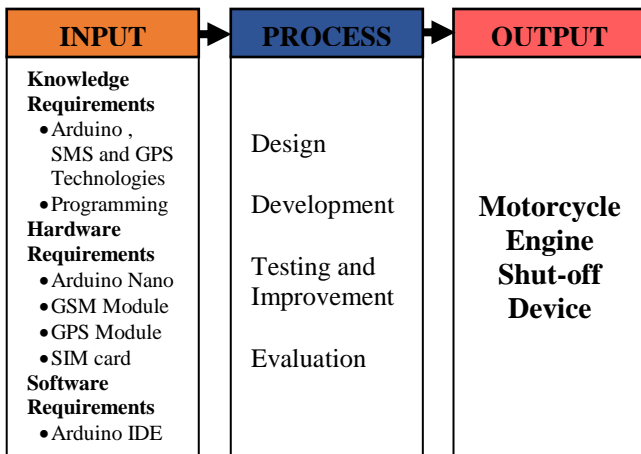 INPUT
Knowledge
Requirements
•Arduino ,
SMS and GPS
Technologies
•Programming
Hardware
Requirements
•Arduino Nano
•GSM Module
•GPS Module
•SIM card
Software
Requirements
•Arduino IDE
PROCESS
Design
Development
Testing and
Improvement
Evaluation
OUTPUT
Motorcycle
Engine
Shut-off
Device